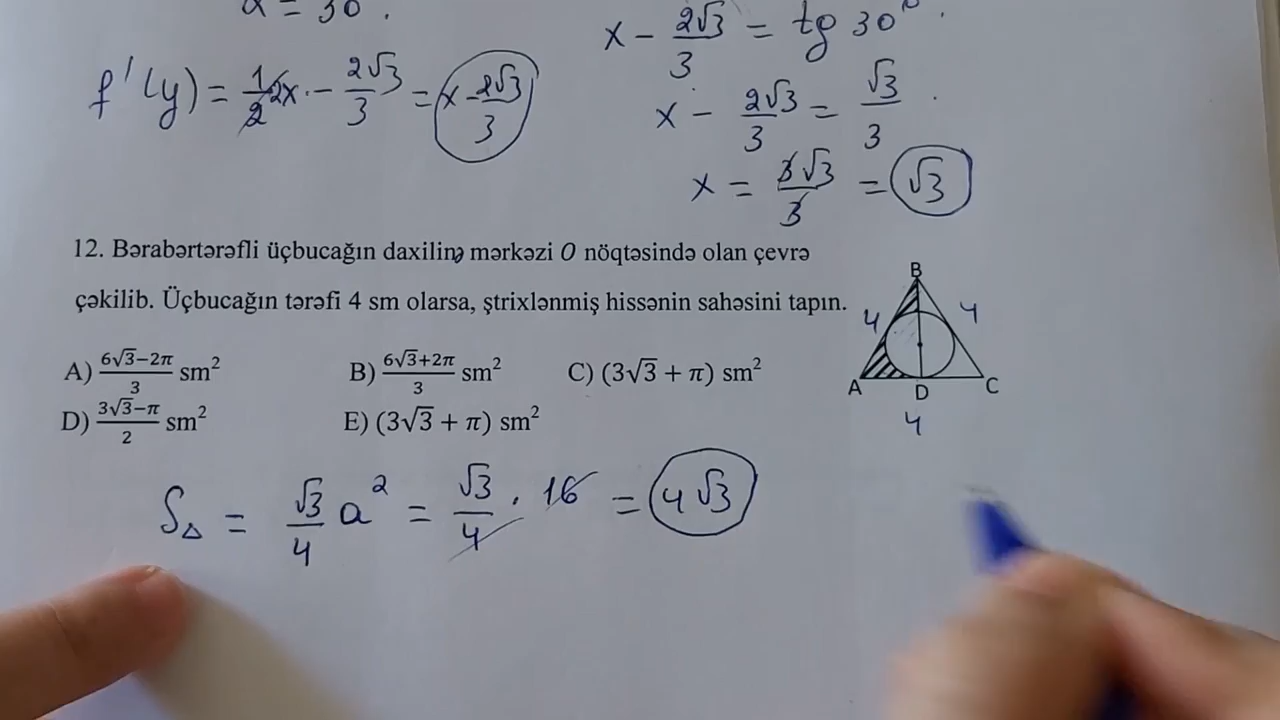 α = 30°.
f'(y) = 1/2 2x - 2√3/3 = x - 2√3/3
x - 2√3/3 = tg 30°.
x - 2√3/3 = √3/3.
x = 3√3/3 = √3
12. Bərabərtərəfli üçbucağın daxilinə mərkəzi O nöqtəsində olan çevrə
çəkilib. Üçbucağın tərəfi 4 sm olarsa, ştrixlənmiş hissənin sahəsini tapın.
A) (6√3−2π)/3 sm² B) (6√3+2π)/3 sm² C) (3√3 + π) sm²
D) (3√3−π)/2 sm² E) (3√3 + π) sm²
B
4 4
A D C
4
S△ = √3/4 a² = √3/4 · 16 = 4√3